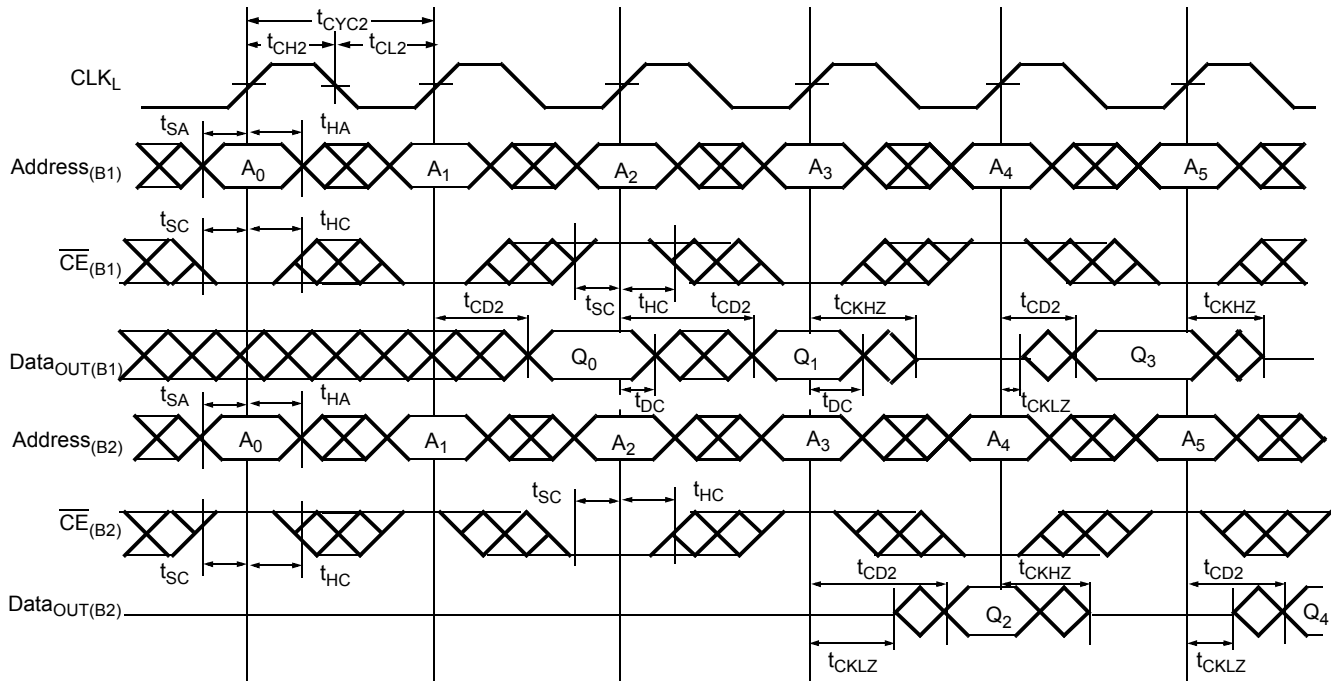 tCYC2
tCH2 tCL2
CLKL
tSA tHA
Address(B1) A0 A1 A2 A3 A4 A5
tSC tHC
CE(B1)
tSC tHC
tCD2 tCD2 tCKHZ tCD2 tCKHZ
DataOUT(B1) Q0 Q1 Q3
tSA tHA tDC tDC tCKLZ
Address(B2) A0 A1 A2 A3 A4 A5
tSC tHC
CE(B2)
tSC tHC tCD2 tCKHZ tCD2
DataOUT(B2) Q2 Q4
tCKLZ tCKLZ